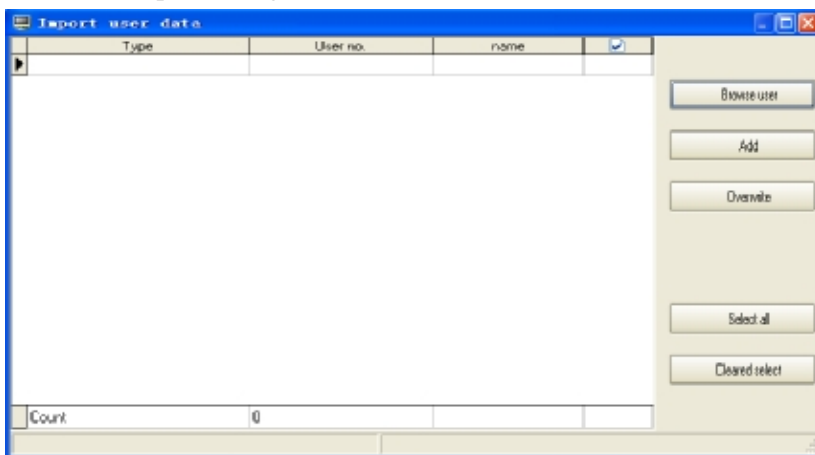 Import user data
Type User no. name
Browse user
Add
Overwrite
Select all
Cleared select
Count 0